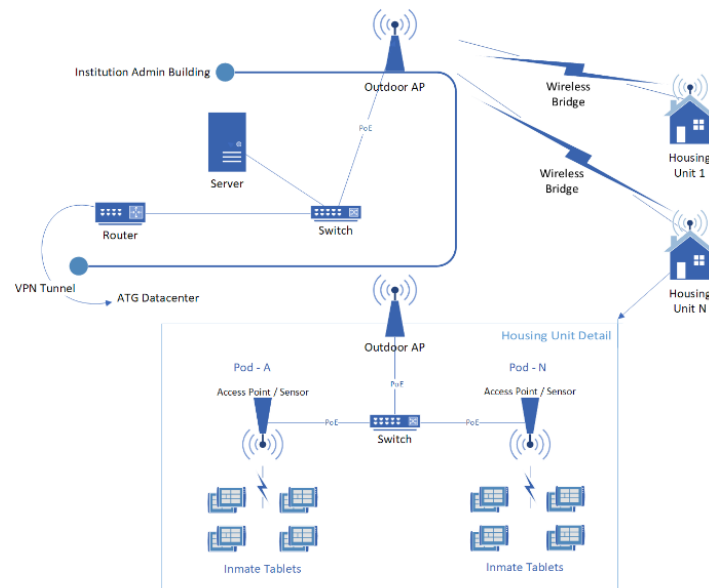 Institution Admin Building
Outdoor AP
PoE
Wireless
Bridge
Housing
Unit 1
Server
Wireless
Bridge
Router
Switch
Housing
Unit N
VPN Tunnel
ATG Datacenter
Housing Unit Detail
Outdoor AP
Pod - A
Pod - N
Access Point / Sensor
Access Point / Sensor
PoE
PoE
PoE
Switch
Inmate Tablets
Inmate Tablets